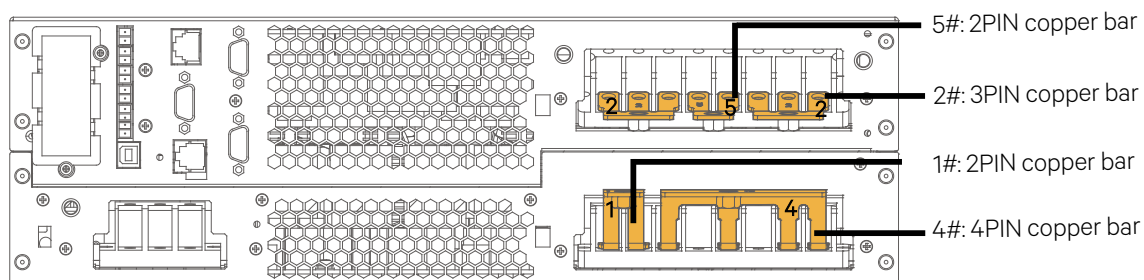 5#: 2PIN copper bar
2 5 2
2#: 3PIN copper bar
1#: 2PIN copper bar
1 4
4#: 4PIN copper bar